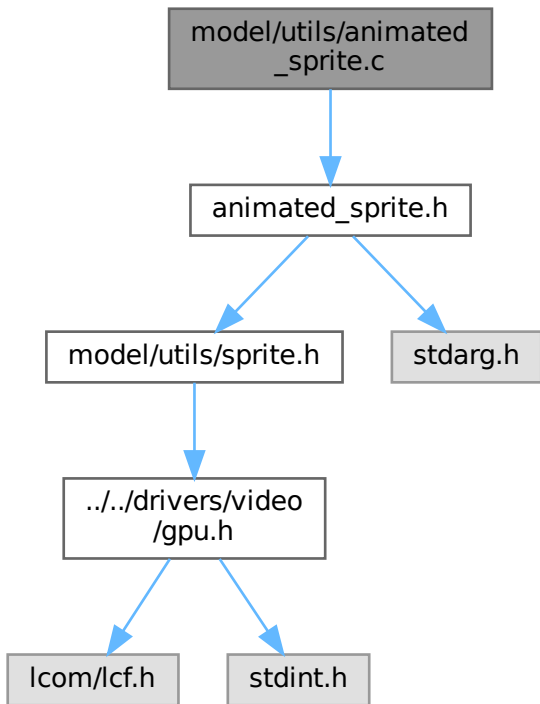 model/utils/animated
_sprite.c
animated_sprite.h
model/utils/sprite.h
stdarg.h
../../drivers/video
/gpu.h
lcom/lcf.h
stdint.h